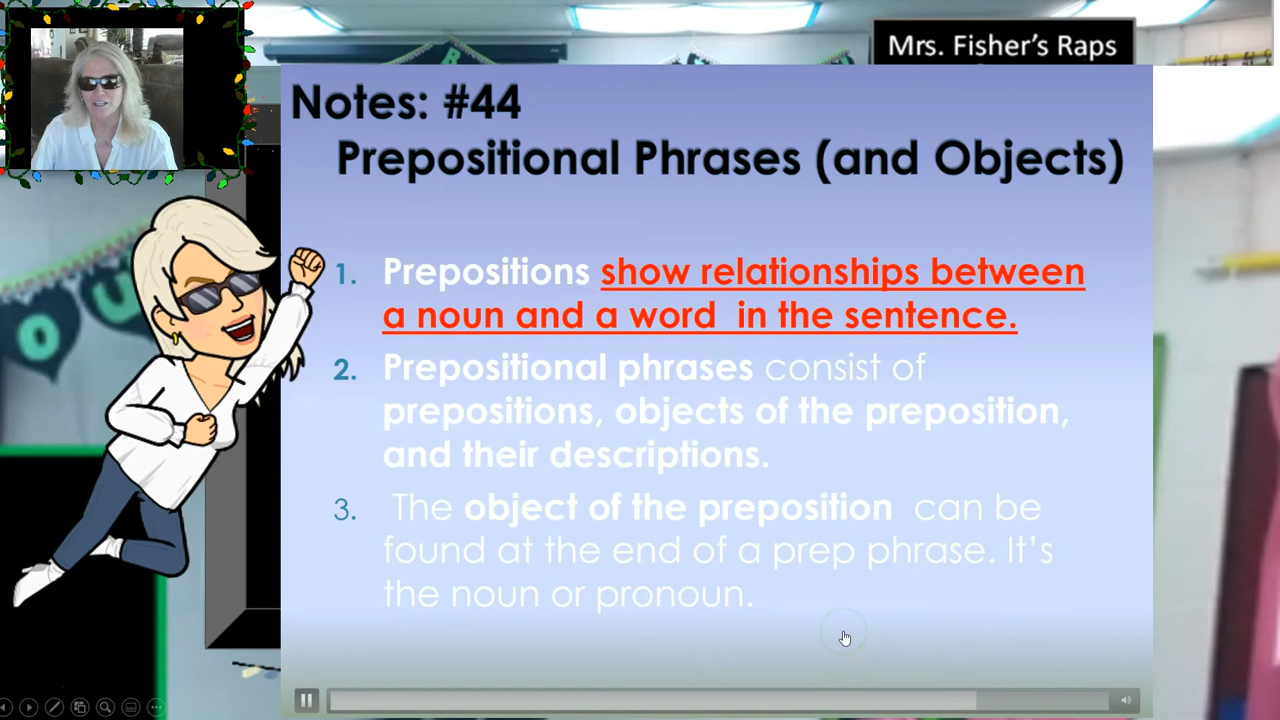 Mrs. Fisher's Raps
Notes: #44
Prepositional Phrases (and Objects)
1. Prepositions show relationships between
a noun and a word in the sentence.
2. Prepositional phrases consist of
prepositions, objects of the preposition,
and their descriptions.
3. The object of the preposition can be
found at the end of a prep phrase. It's
the noun or pronoun.
R
O U